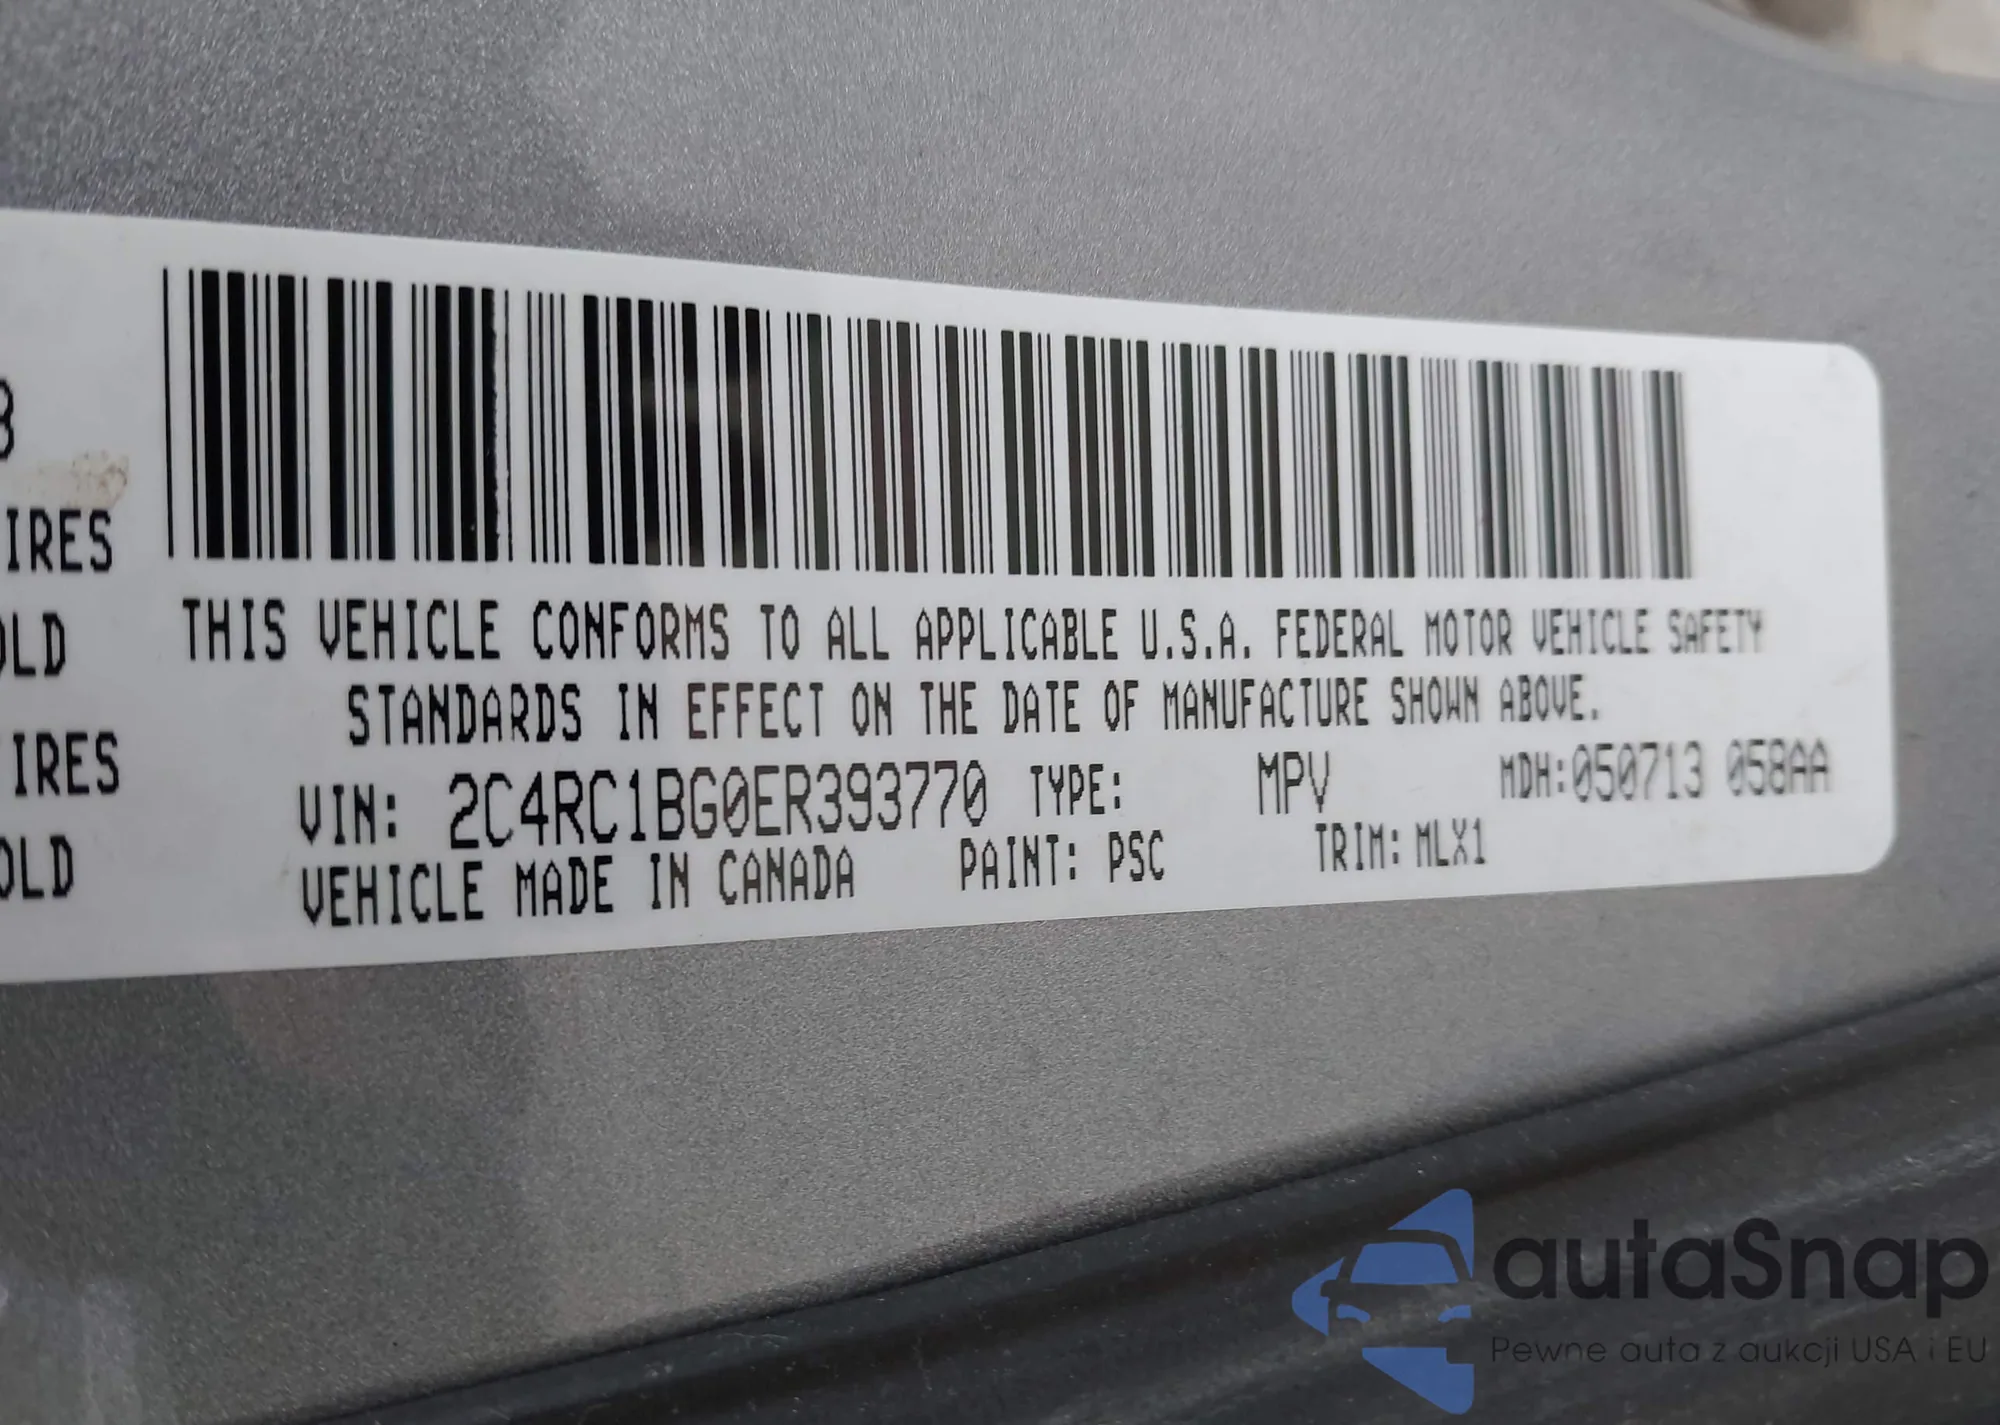 8
IRES
OLD
IRES
OLD
THIS VEHICLE CONFORMS TO ALL APPLICABLE U.S.A. FEDERAL MOTOR VEHICLE SAFETY
STANDARDS IN EFFECT ON THE DATE OF MANUFACTURE SHOWN ABOVE.
VIN: 2C4RC1BG0ER393770 TYPE: MPV MDH:050713 058AA
VEHICLE MADE IN CANADA PAINT: PSC TRIM: MLX1
autaSnap
Pewne auta z aukcji USA i EU